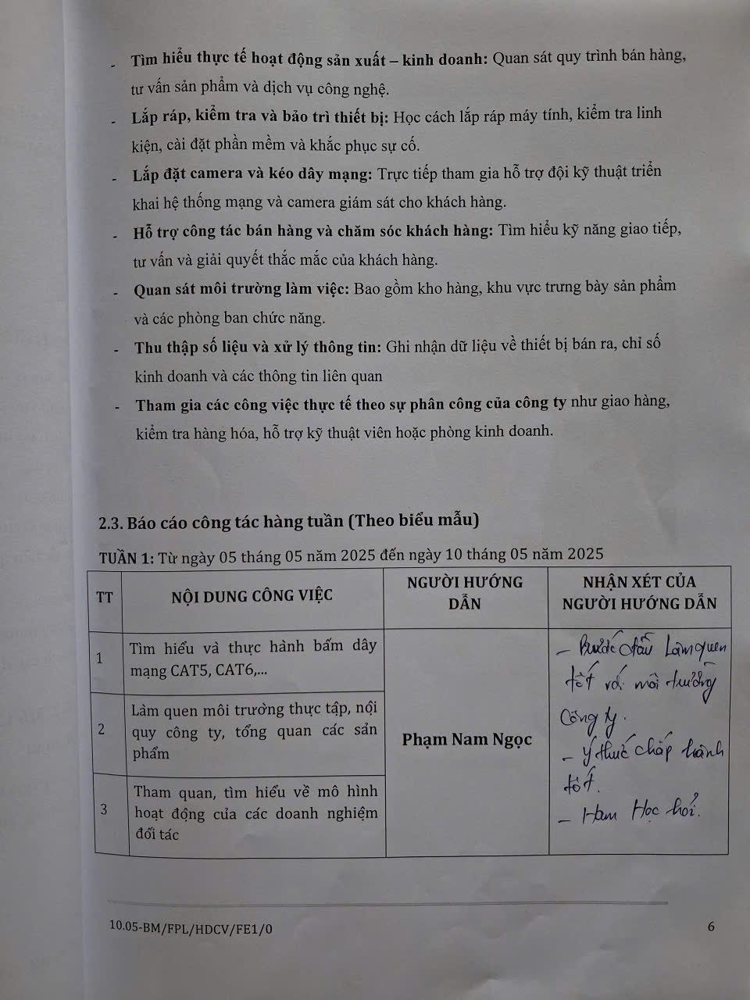 - Tìm hiểu thực tế hoạt động sản xuất – kinh doanh: Quan sát quy trình bán hàng,
tư vấn sản phẩm và dịch vụ công nghệ.
- Lắp ráp, kiểm tra và bảo trì thiết bị: Học cách lắp ráp máy tính, kiểm tra linh
kiện, cài đặt phần mềm và khắc phục sự cố.
- Lắp đặt camera và kéo dây mạng: Trực tiếp tham gia hỗ trợ đội kỹ thuật triển
khai hệ thống mạng và camera giám sát cho khách hàng.
- Hỗ trợ công tác bán hàng và chăm sóc khách hàng: Tìm hiểu kỹ năng giao tiếp,
tư vấn và giải quyết thắc mắc của khách hàng.
- Quan sát môi trường làm việc: Bao gồm kho hàng, khu vực trưng bày sản phẩm
và các phòng ban chức năng.
- Thu thập số liệu và xử lý thông tin: Ghi nhận dữ liệu về thiết bị bán ra, chỉ số
kinh doanh và các thông tin liên quan
- Tham gia các công việc thực tế theo sự phân công của công ty như giao hàng,
kiểm tra hàng hóa, hỗ trợ kỹ thuật viên hoặc phòng kinh doanh.
2.3. Báo cáo công tác hàng tuần (Theo biểu mẫu)
TUẦN 1: Từ ngày 05 tháng 05 năm 2025 đến ngày 10 tháng 05 năm 2025
TT
NỘI DUNG CÔNG VIỆC
NGƯỜI HƯỚNG
DẪN
NHẬN XÉT CỦA
NGƯỜI HƯỚNG DẪN
1
Tìm hiểu và thực hành bấm dây
mạng CAT5, CAT6,...
2
Làm quen môi trường thực tập, nội
quy công ty, tổng quan các sản
phẩm
3
Tham quan, tìm hiểu về mô hình
hoạt động của các doanh nghiệm
đối tác
Phạm Nam Ngọc
- Bước đầu làm quen
tốt với môi trường
Công ty.
- Ý thức chấp hành
tốt.
- Ham Học hỏi.
10.05-BM/FPL/HDCV/FE1/0
6